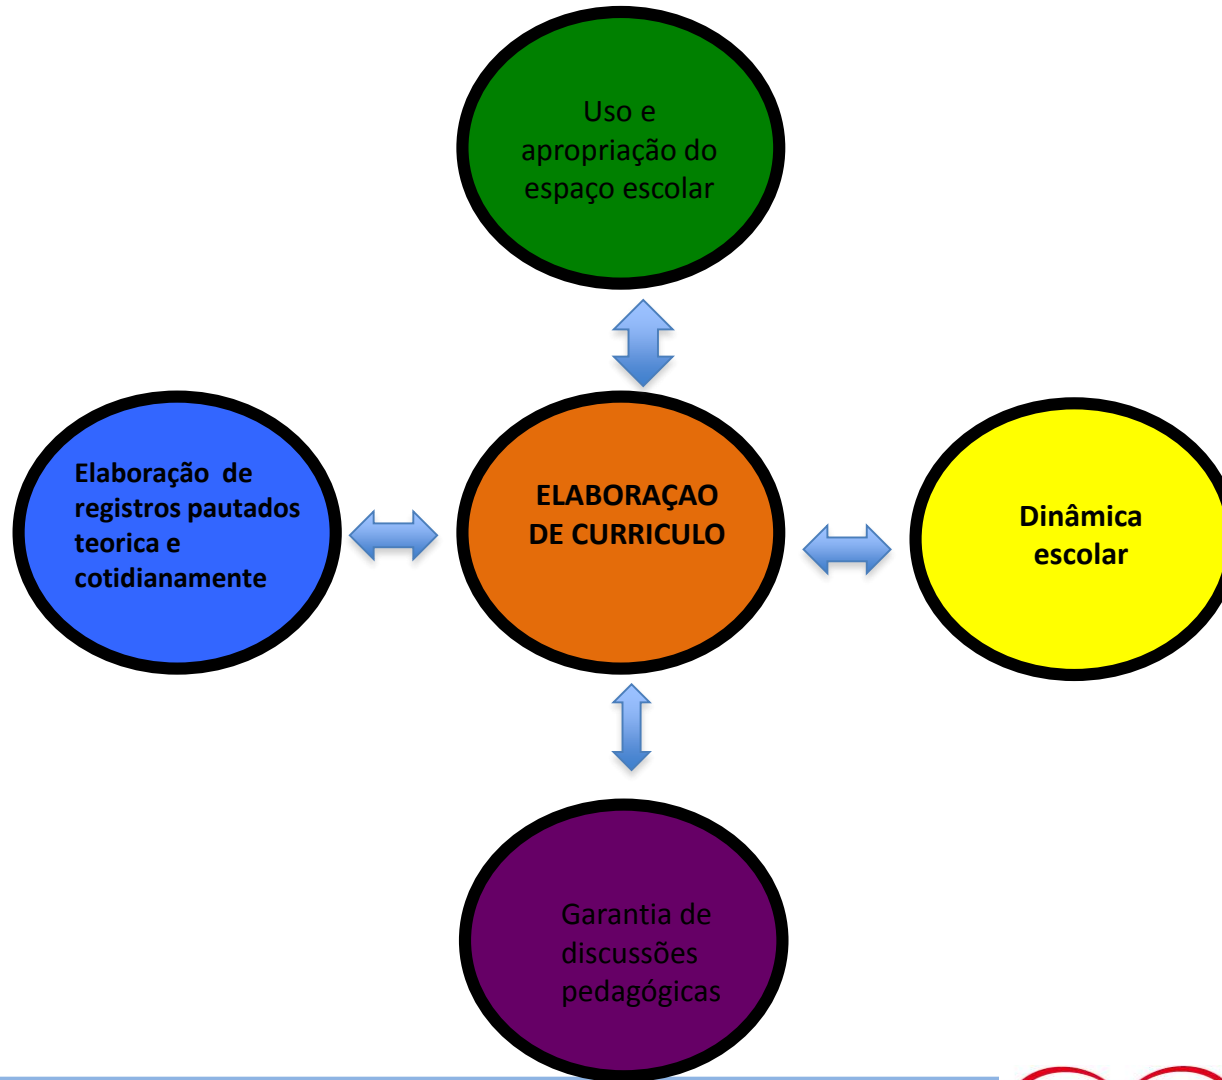 Uso e
apropriação do
espaço escolar
Elaboração de
registros pautados
teorica e
cotidianamente
ELABORAÇAO
DE CURRICULO
Dinâmica
escolar
Garantia de
discussões
pedagógicas